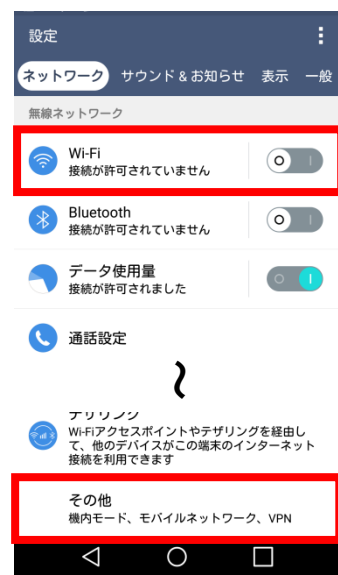 設定
ネットワーク サウンド＆お知らせ 表示 一般
無線ネットワーク
Wi-Fi
接続が許可されていません
Bluetooth
接続が許可されていません
データ使用量
接続が許可されました
通話設定
テザリング
Wi-Fiアクセスポイントやテザリングを経由し
て、他のデバイスがこの端末のインターネット
接続を利用できます
その他
機内モード、モバイルネットワーク、VPN